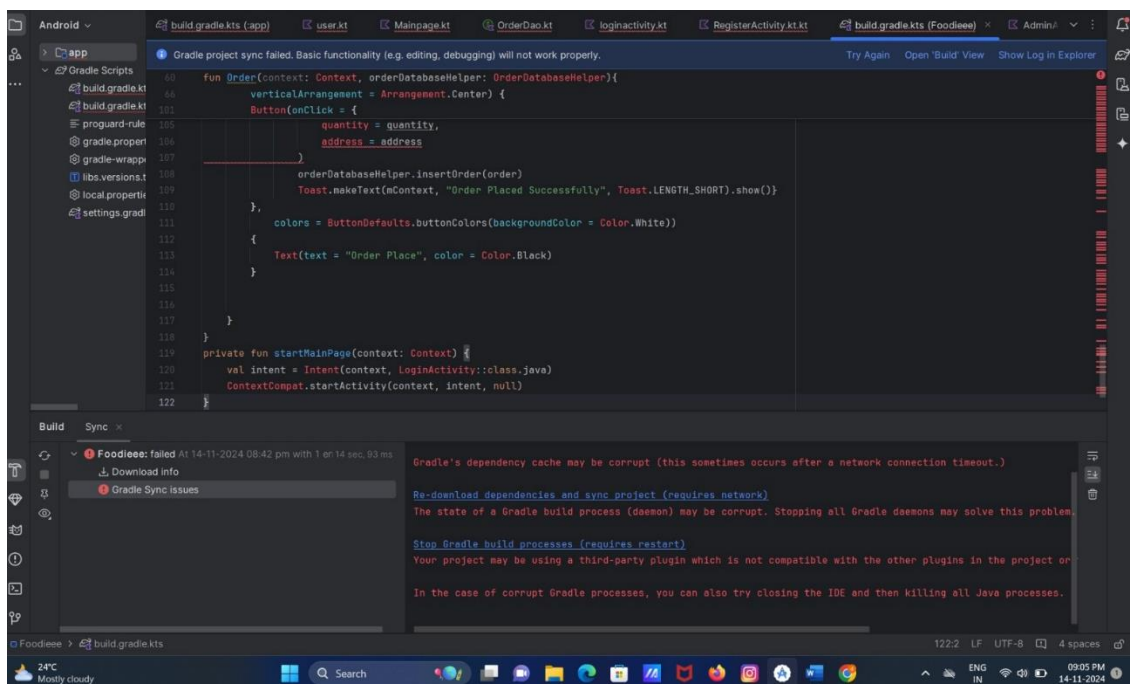 Android
build.gradle.kts (:app)
user.kt
Mainpage.kt
OrderDao.kt
loginactivity.kt
RegisterActivity.kt.kt
build.gradle.kts (Foodieee)
AdminA
app
Gradle Scripts
build.gradle.kt
build.gradle.kt
proguard-rule
gradle.propert
gradle-wrapp
libs.versions.t
local.propertie
settings.gradl
Gradle project sync failed. Basic functionality (e.g. editing, debugging) will not work properly.
Try Again Open 'Build' View Show Log in Explorer
60 fun Order(context: Context, orderDatabaseHelper: OrderDatabaseHelper){
66 verticalArrangement = Arrangement.Center) {
101 Button(onClick = {
105 quantity = quantity,
106 address = address
107 )
108 orderDatabaseHelper.insertOrder(order)
109 Toast.makeText(mContext, "Order Placed Successfully", Toast.LENGTH_SHORT).show()}
110 },
111 colors = ButtonDefaults.buttonColors(backgroundColor = Color.White))
112 {
113 Text(text = "Order Place", color = Color.Black)
114 }
115
116
117 }
118 }
119 private fun startMainPage(context: Context) {
120 val intent = Intent(context, LoginActivity::class.java)
121 ContextCompat.startActivity(context, intent, null)
122 }
Build Sync
Foodieee: failed At 14-11-2024 08:42 pm with 1 er 14 sec, 93 ms
Download info
Gradle Sync issues
Gradle's dependency cache may be corrupt (this sometimes occurs after a network connection timeout.)
Re-download dependencies and sync project (requires network)
The state of a Gradle build process (daemon) may be corrupt. Stopping all Gradle daemons may solve this problem.
Stop Gradle build processes (requires restart)
Your project may be using a third-party plugin which is not compatible with the other plugins in the project or
In the case of corrupt Gradle processes, you can also try closing the IDE and then killing all Java processes.
Foodieee > build.gradle.kts
122:2 LF UTF-8 4 spaces
24°C
Mostly cloudy
Search
ENG
IN
09:05 PM
14-11-2024